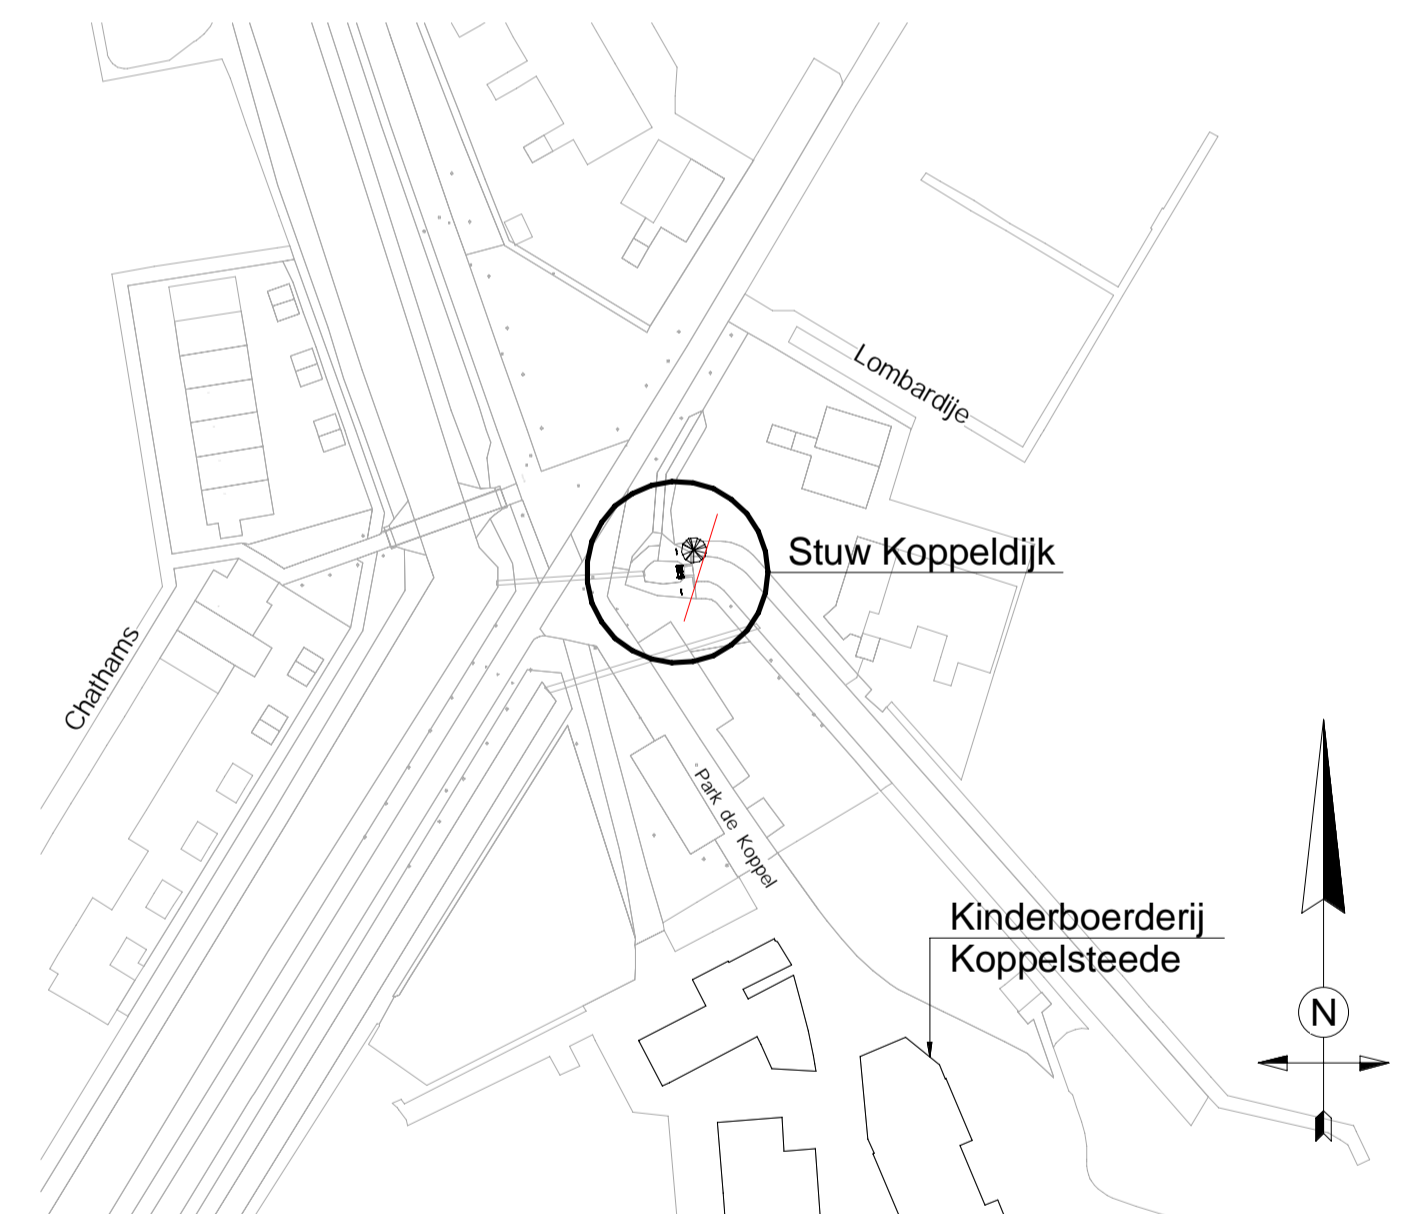 Lombardije
Stuw Koppeldijk
Chathams
Park de Koppel
Kinderboerderij
Koppelsteede
N